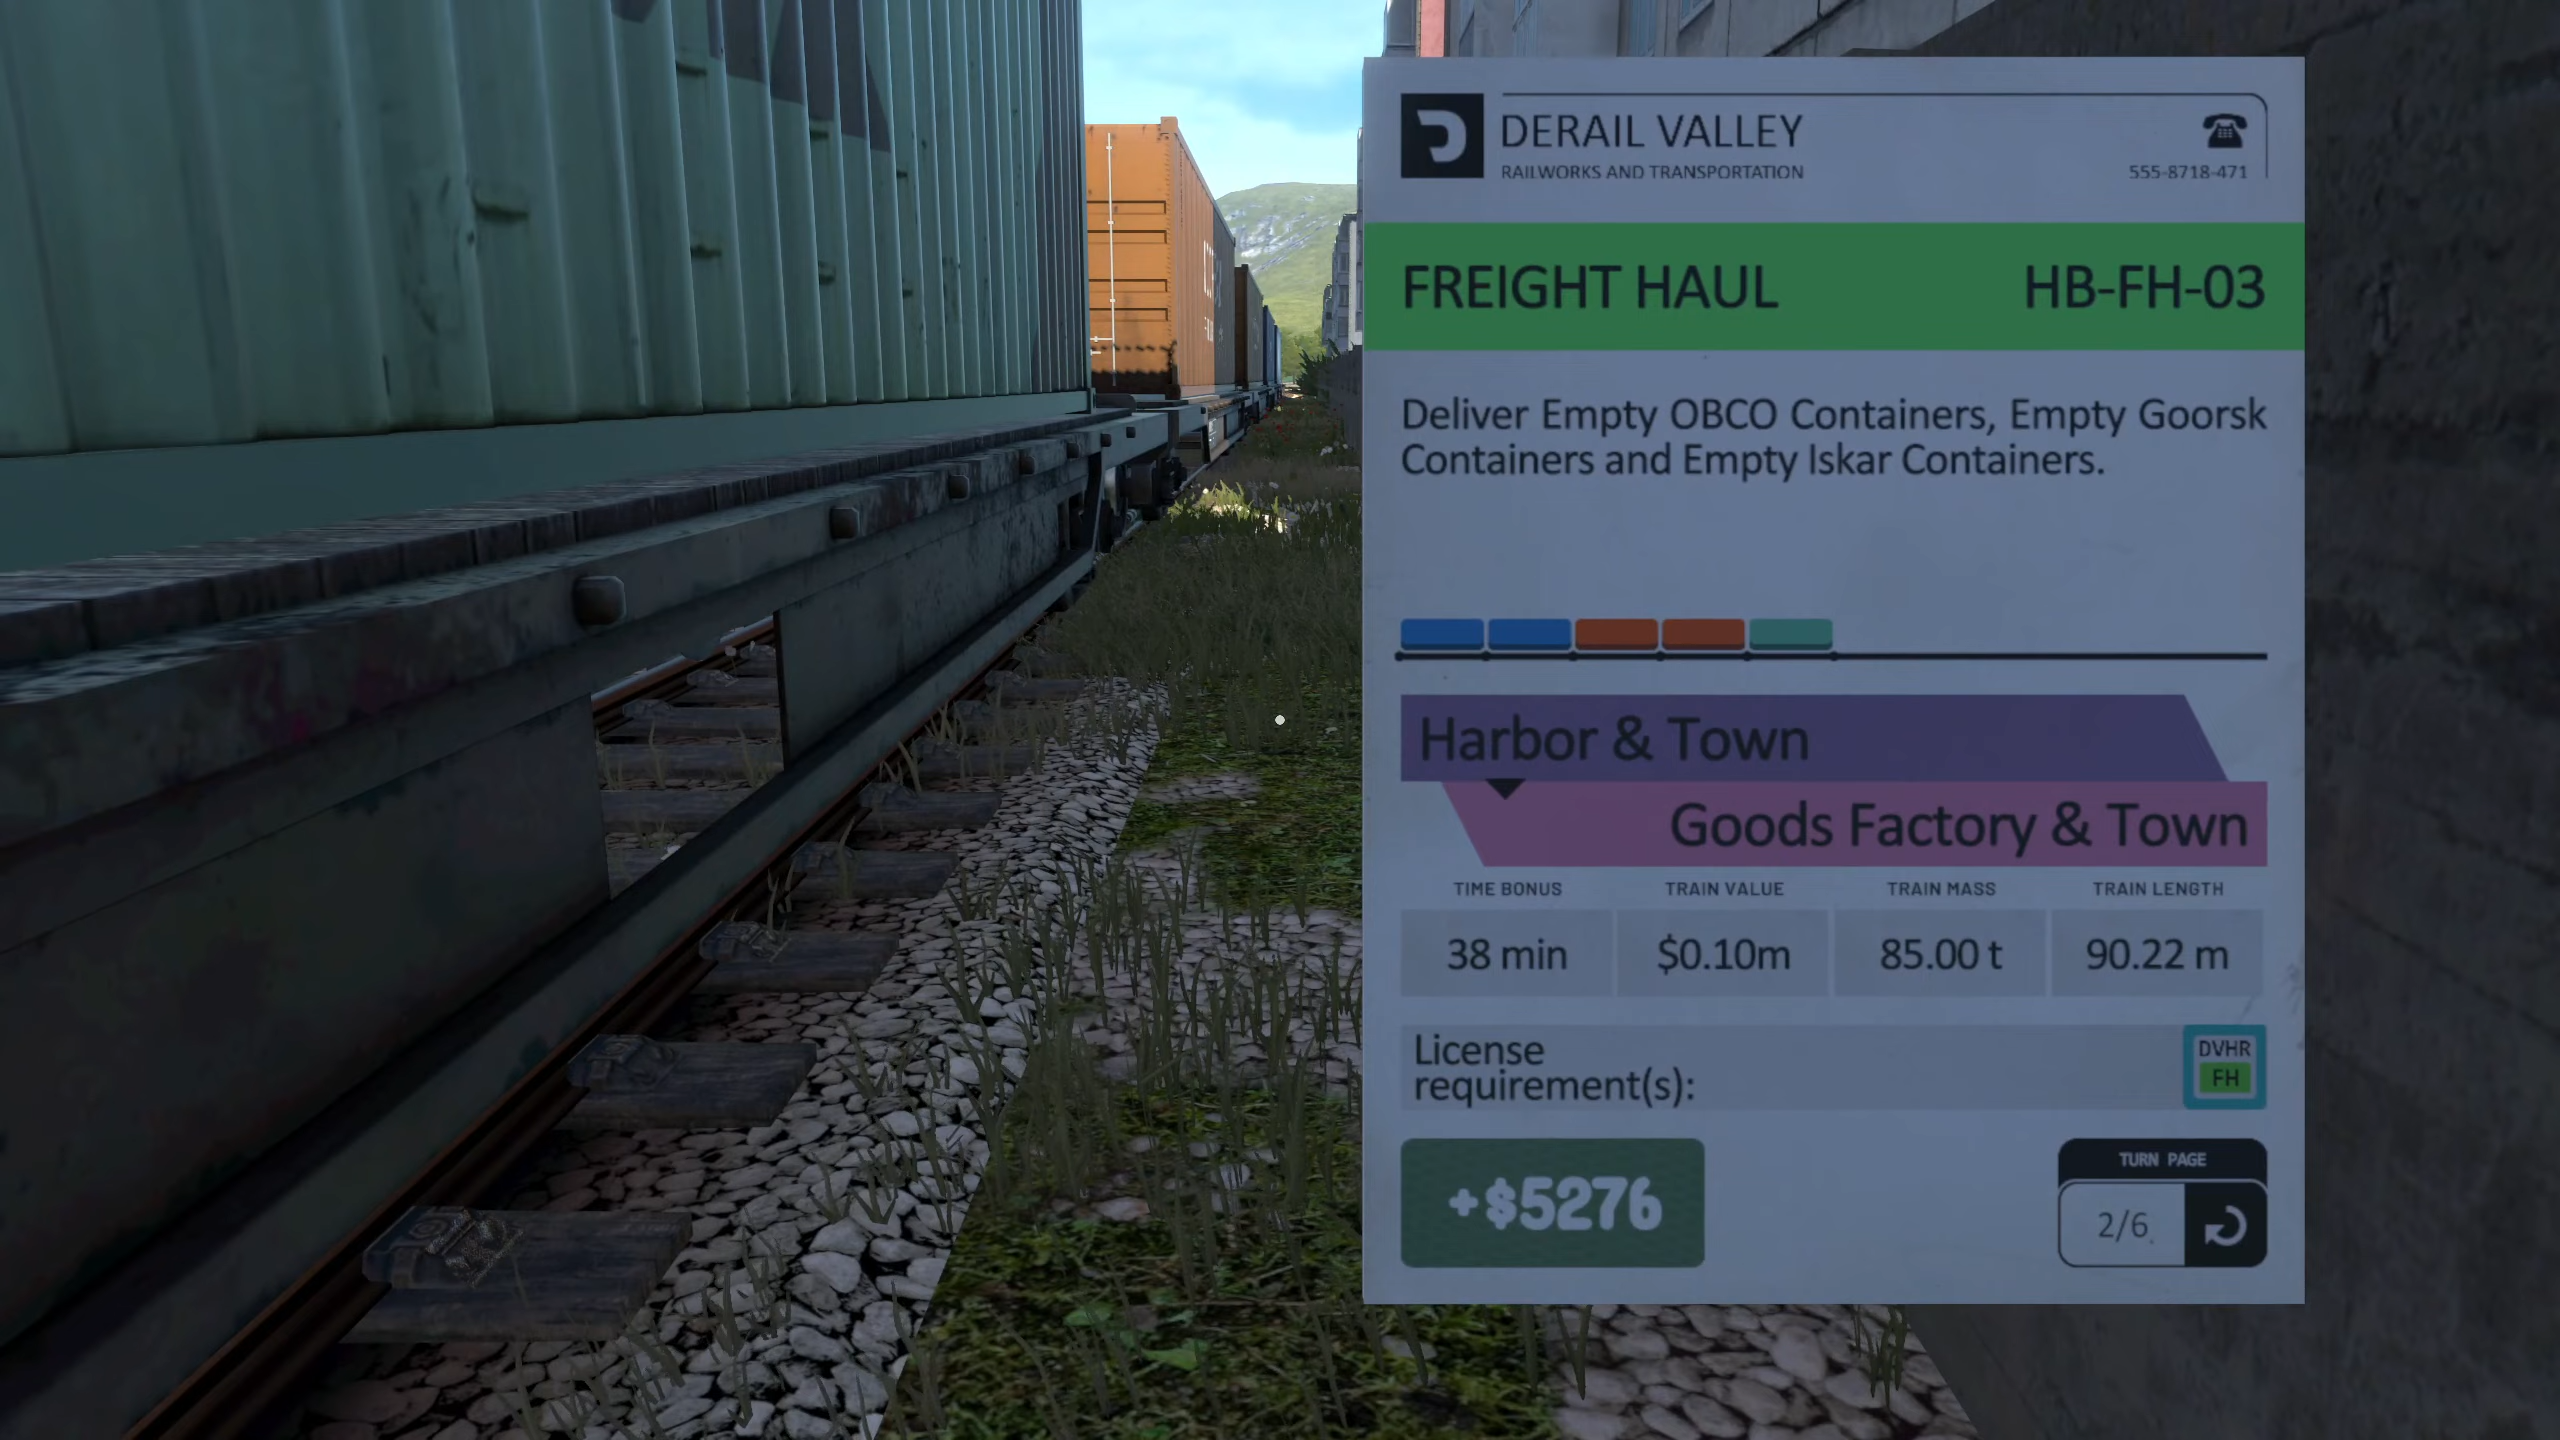 DERAIL VALLEY
RAILWORKS AND TRANSPORTATION
555-8718-471
FREIGHT HAUL
HB-FH-03
Deliver Empty OBCO Containers, Empty Goorsk
Containers and Empty Iskar Containers.
Harbor & Town
Goods Factory & Town
TIME BONUS
TRAIN VALUE
TRAIN MASS
TRAIN LENGTH
38 min
$0.10m
85.00 t
90.22 m
License
requirement(s):
DVHR
FH
+$5276
TURN PAGE
2/6